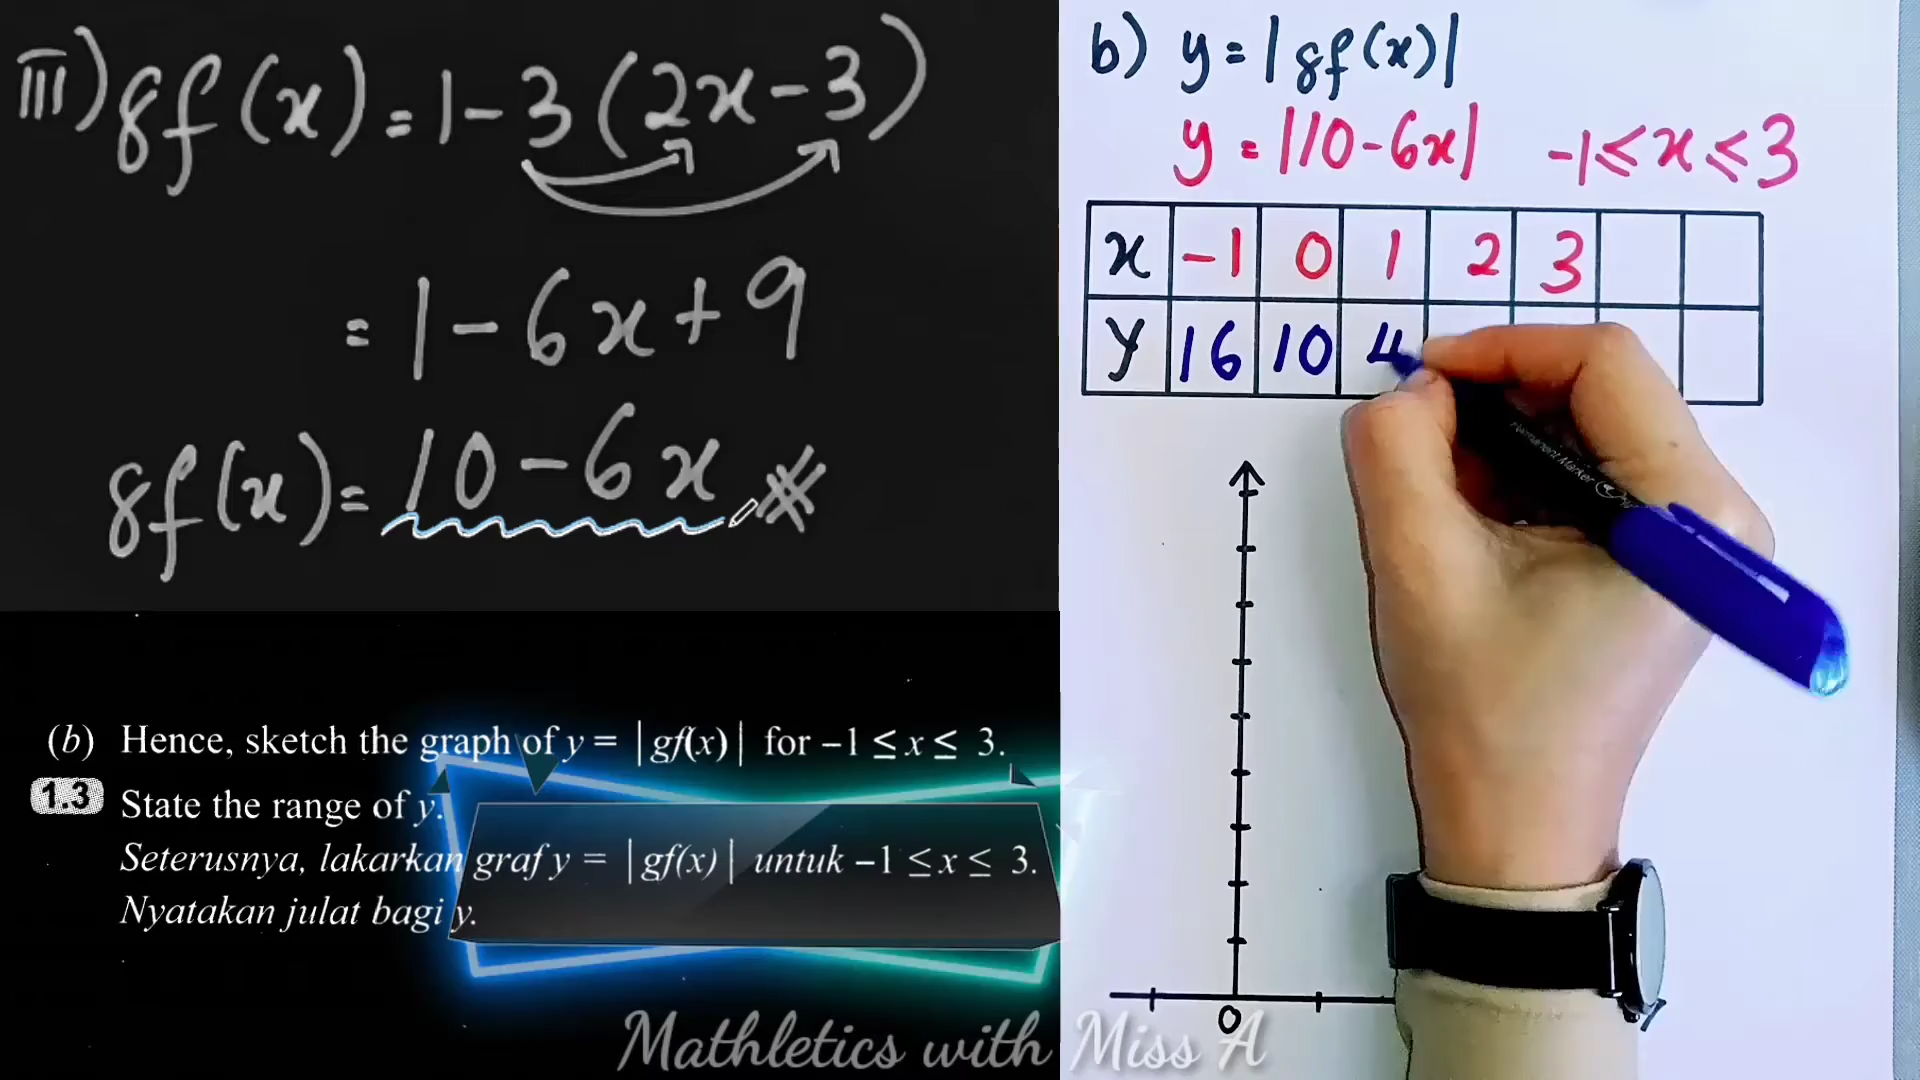 iii) gf(x) = 1 - 3(2x - 3)
= 1 - 6x + 9
gf(x) = 10 - 6x
(b) Hence, sketch the graph of y = |gf(x)| for –1 ≤ x ≤ 3.
1.3 State the range of y.
Seterusnya, lakarkan graf y = |gf(x)| untuk –1 ≤ x ≤ 3.
Nyatakan julat bagi y.
b) y = |gf(x)|
y = |10 - 6x| -1 ≤ x ≤ 3
x -1 0 1 2 3
y 16 10 4
Permanent Marker
0
Mathletics with Miss A